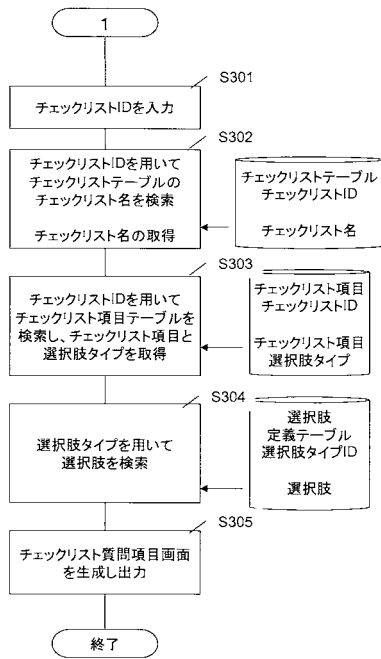 1
S301
チェックリストIDを入力
S302
チェックリストIDを用いて
チェックリストテーブルの
チェックリスト名を検索
チェックリスト名の取得
チェックリストテーブル
チェックリストID
チェックリスト名
S303
チェックリストIDを用いて
チェックリスト項目テーブルを
検索し、チェックリスト項目と
選択肢タイプを取得
チェックリスト項目
チェックリストID
チェックリスト項目
選択肢タイプ
S304
選択肢タイプを用いて
選択肢を検索
選択肢
定義テーブル
選択肢タイプID
選択肢
S305
チェックリスト質問項目画面
を生成し出力
終了